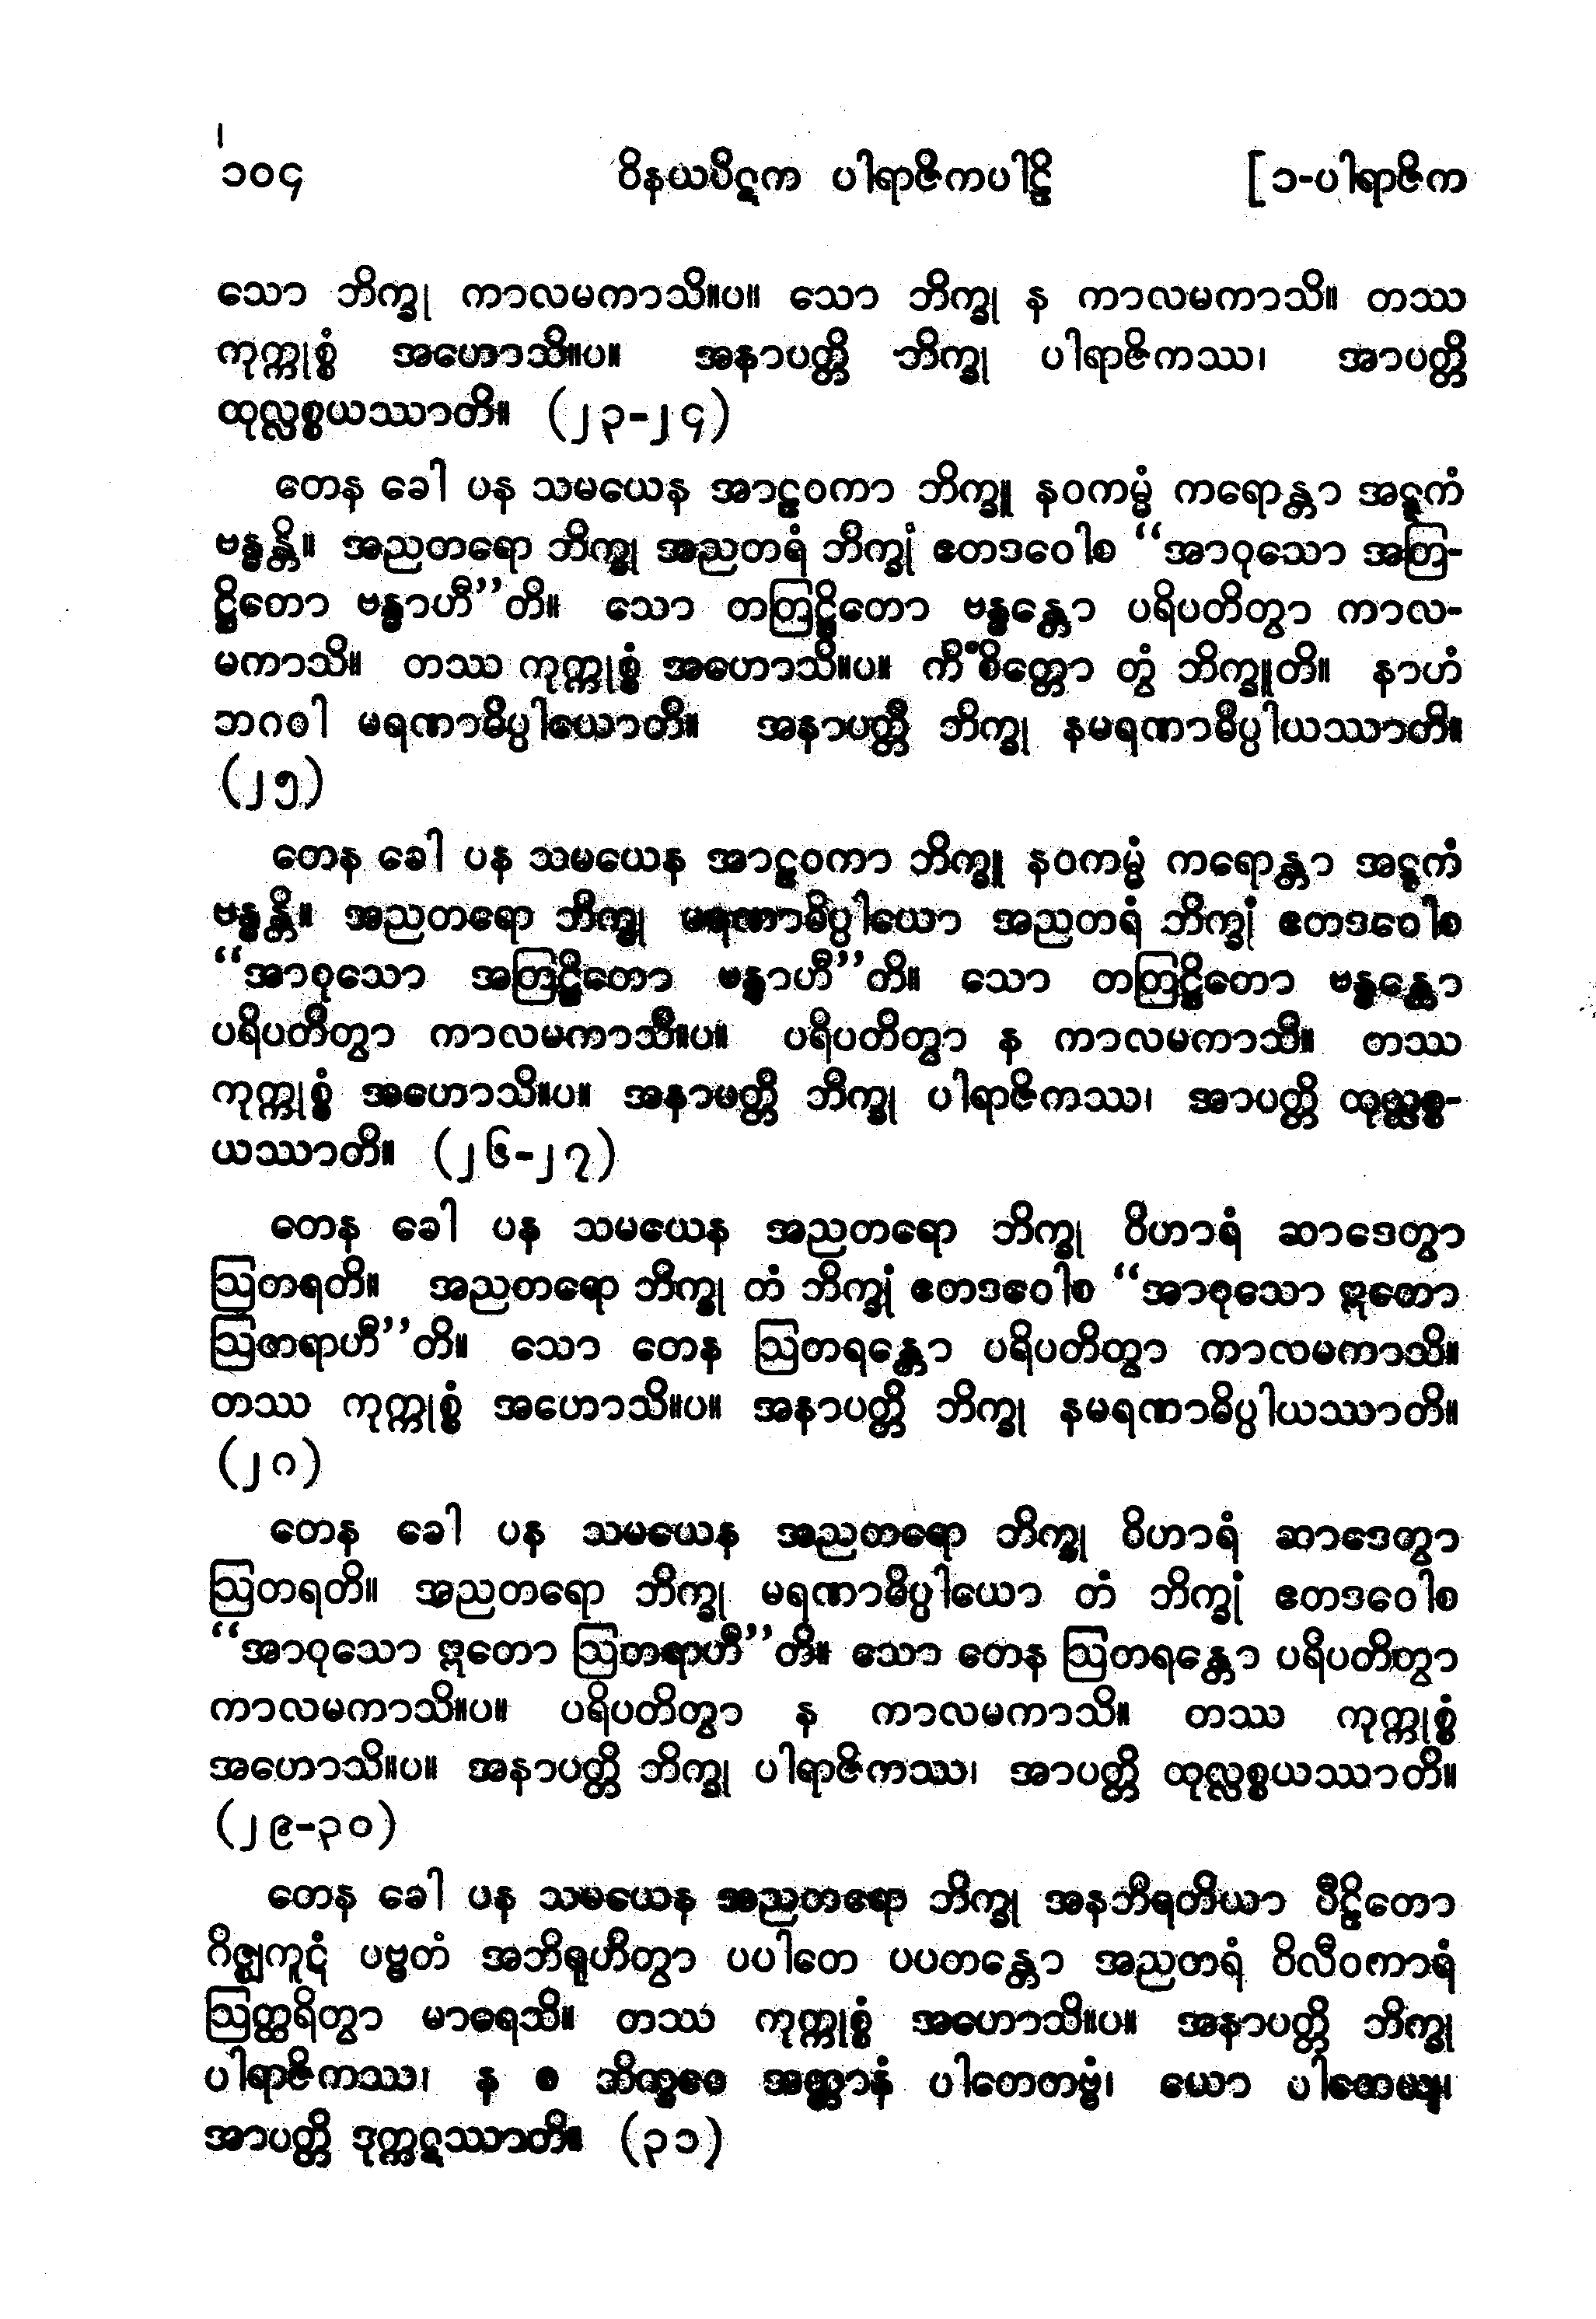 ၁၀၄ ဝိနယပိဋက ပါရာဇိကပါဠိ [၁-ပါရာဇိက
သော ဘိက္ခု ကာလမကာသိ။ပ။ သော ဘိက္ခု န ကာလမကာသိ။ တဿ
ကုက္ကုစ္စံ အဟောသိ။ပ။ အနာပတ္တိ ဘိက္ခု ပါရာဇိကဿ၊ အာပတ္တိ
ထုလ္လစ္စယဿာတိ။ (၂၃-၂၄)
တေန ခေါ ပန သမယေန အာဠဝကာ ဘိက္ခူ နဝကမ္မံ ကရောန္တာ အဋ္ဋကံ
ဗန္ဓန္တိ။ အညတရော ဘိက္ခု အညတရံ ဘိက္ခုံ ဧတဒဝေါစ “အာဝုသော အတြ-
ဋ္ဌိတော ဗန္ဓာဟီ”တိ။ သော တတြဋ္ဌိတော ဗန္ဓန္တော ပရိပတိတွာ ကာလ-
မကာသိ။ တဿ ကုက္ကုစ္စံ အဟောသိ။ပ။ ကိံစိတ္တော တွံ ဘိက္ခူတိ။ နာဟံ
ဘဂဝါ မရဏာဓိပ္ပါယောတိ။ အနာပတ္တိ ဘိက္ခု နမရဏာဓိပ္ပါယဿာတိ။
(၂၅)
တေန ခေါ ပန သမယေန အာဠဝကာ ဘိက္ခူ နဝကမ္မံ ကရောန္တာ အဋ္ဋကံ
ဗန္ဓန္တိ။ အညတရော ဘိက္ခု မရဏာဓိပ္ပါယော အညတရံ ဘိက္ခုံ ဧတဒဝေါစ
“အာဝုသော အတြဋ္ဌိတော ဗန္ဓာဟီ”တိ။ သော တတြဋ္ဌိတော ဗန္ဓန္တော
ပရိပတိတွာ ကာလမကာသိ။ပ။ ပရိပတိတွာ န ကာလမကာသိ။ တဿ
ကုက္ကုစ္စံ အဟောသိ။ပ။ အနာပတ္တိ ဘိက္ခု ပါရာဇိကဿ၊ အာပတ္တိ ထုလ္လစ္စ-
ယဿာတိ။ (၂၆-၂၇)
တေန ခေါ ပန သမယေန အညတရော ဘိက္ခု ဝိဟာရံ ဆာဒေတွာ
ဩတရတိ။ အညတရော ဘိက္ခု တံ ဘိက္ခုံ ဧတဒဝေါစ “အာဝုသော ဣတော
ဩတရာဟီ”တိ။ သော တေန ဩတရန္တော ပရိပတိတွာ ကာလမကာသိ။
တဿ ကုက္ကုစ္စံ အဟောသိ။ပ။ အနာပတ္တိ ဘိက္ခု နမရဏာဓိပ္ပါယဿာတိ။
(၂၈)
တေန ခေါ ပန သမယေန အညတရော ဘိက္ခု ဝိဟာရံ ဆာဒေတွာ
ဩတရတိ။ အညတရော ဘိက္ခု မရဏာဓိပ္ပါယော တံ ဘိက္ခုံ ဧတဒဝေါစ
“အာဝုသော ဣတော ဩတရာဟီ”တိ။ သော တေန ဩတရန္တော ပရိပတိတွာ
ကာလမကာသိ။ပ။ ပရိပတိတွာ န ကာလမကာသိ။ တဿ ကုက္ကုစ္စံ
အဟောသိ။ပ။ အနာပတ္တိ ဘိက္ခု ပါရာဇိကဿ၊ အာပတ္တိ ထုလ္လစ္စယဿာတိ။
(၂၉-၃၀)
တေန ခေါ ပန သမယေန အညတရော ဘိက္ခု အနဘိရတိယာ ပီဠိတော
ဂိဇ္ဈကူဋံ ပဗ္ဗတံ အဘိရူဟိတွာ ပပါတေ ပပတန္တော အညတရံ ဝိလီဝကာရံ
ဩတ္ထရိတွာ မာရေသိ။ တဿ ကုက္ကုစ္စံ အဟောသိ။ပ။ အနာပတ္တိ ဘိက္ခု
ပါရာဇိကဿ၊ န စ ဘိက္ခဝေ အတ္တာနံ ပါတေတဗ္ဗံ၊ ယော ပါတေယျ၊
အာပတ္တိ ဒုက္ကဋဿာတိ။ (၃၁)